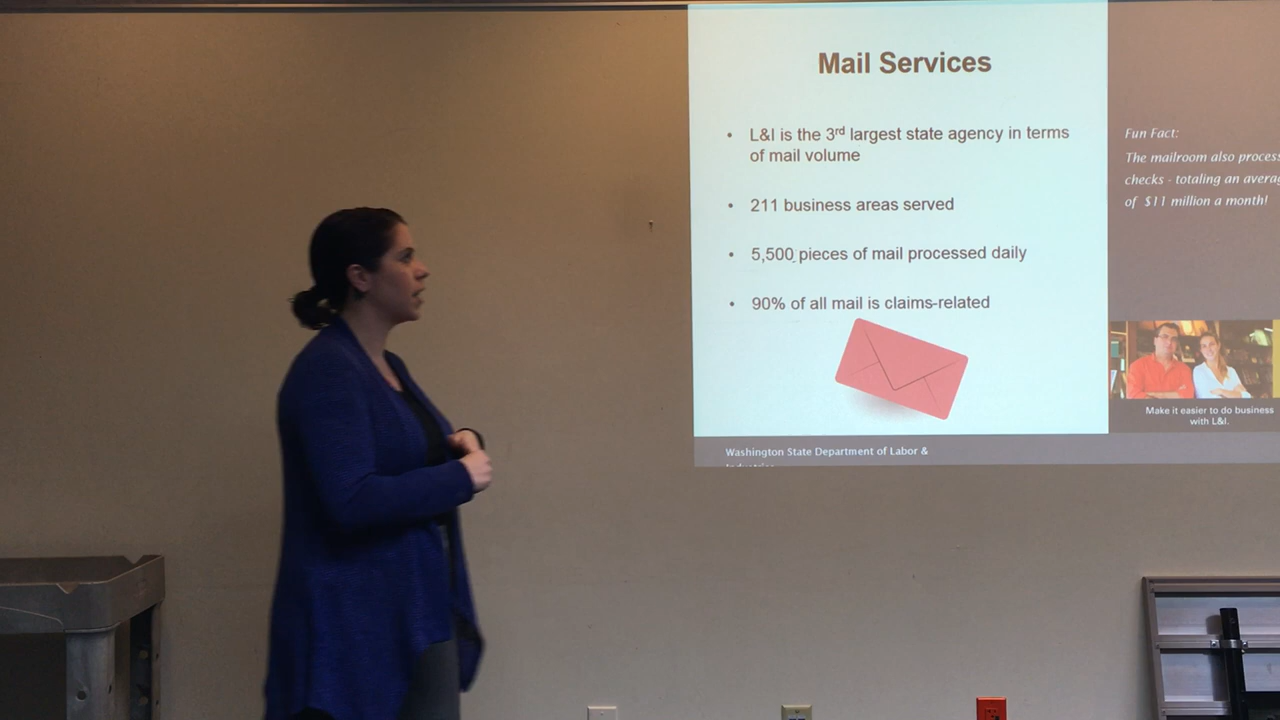 Mail Services
• L&I is the 3rd largest state agency in terms
of mail volume
• 211 business areas served
• 5,500 pieces of mail processed daily
• 90% of all mail is claims-related
Fun Fact:
The mailroom also process
checks - totaling an averag
of $11 million a month!
Make it easier to do business
with L&I.
Washington State Department of Labor &